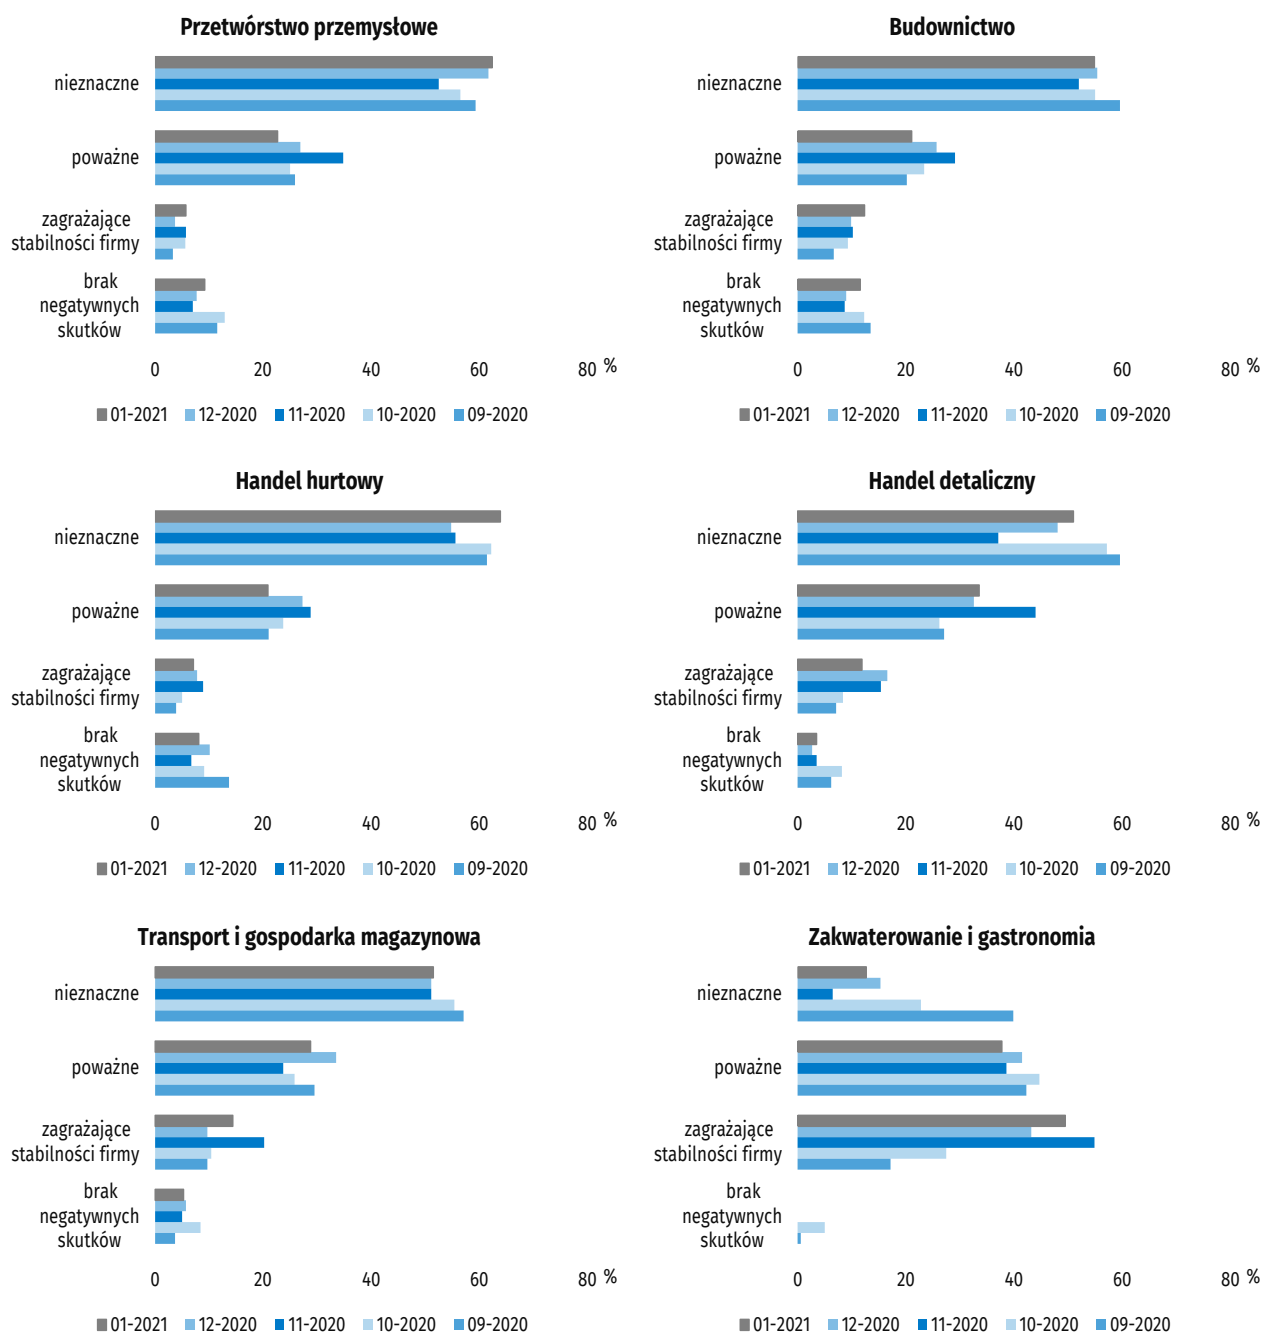 Przetwórstwo przemysłowe
nieznaczne
poważne
zagrażające
stabilności firmy
brak
negatywnych
skutków
0 20 40 60 80 %
01-2021 12-2020 11-2020 10-2020 09-2020
Budownictwo
nieznaczne
poważne
zagrażające
stabilności firmy
brak
negatywnych
skutków
0 20 40 60 80 %
01-2021 12-2020 11-2020 10-2020 09-2020
Handel hurtowy
nieznaczne
poważne
zagrażające
stabilności firmy
brak
negatywnych
skutków
0 20 40 60 80 %
01-2021 12-2020 11-2020 10-2020 09-2020
Handel detaliczny
nieznaczne
poważne
zagrażające
stabilności firmy
brak
negatywnych
skutków
0 20 40 60 80 %
01-2021 12-2020 11-2020 10-2020 09-2020
Transport i gospodarka magazynowa
nieznaczne
poważne
zagrażające
stabilności firmy
brak
negatywnych
skutków
0 20 40 60 80 %
01-2021 12-2020 11-2020 10-2020 09-2020
Zakwaterowanie i gastronomia
nieznaczne
poważne
zagrażające
stabilności firmy
brak
negatywnych
skutków
0 20 40 60 80 %
01-2021 12-2020 11-2020 10-2020 09-2020